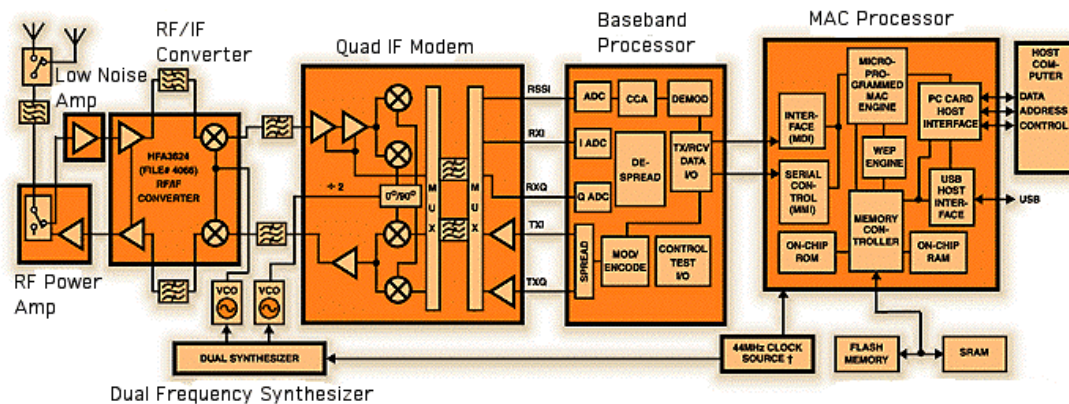 RF/IF
Converter
Low Noise
Amp
Quad IF Modem
Baseband
Processor
MAC Processor
HFA3624
(FILE# 4066)
RF/IF
CONVERTER
RF Power
Amp
VCO
VCO
DUAL SYNTHESIZER
Dual Frequency Synthesizer
÷ 2
0°/90°
M
U
X
M
U
X
RSSI
RXI
RXQ
TXI
TXQ
ADC
CCA
DEMOD
I ADC
Q ADC
DE-
SPREAD
TX/RCV
DATA
I/O
SPREAD
MOD/
ENCODE
CONTROL
TEST
I/O
44MHz CLOCK
SOURCE †
INTER-
FACE
(MDI)
SERIAL
CONTROL
(MMI)
MICRO-
PRO-
GRAMMED
MAC
ENGINE
WEP
ENGINE
PC CARD
HOST
INTERFACE
USB
HOST
INTER-
FACE
MEMORY
CON-
TROLLER
ON-CHIP
ROM
ON-CHIP
RAM
FLASH
MEMORY
SRAM
HOST
COM-
PUTER
DATA
ADDRESS
CONTROL
USB